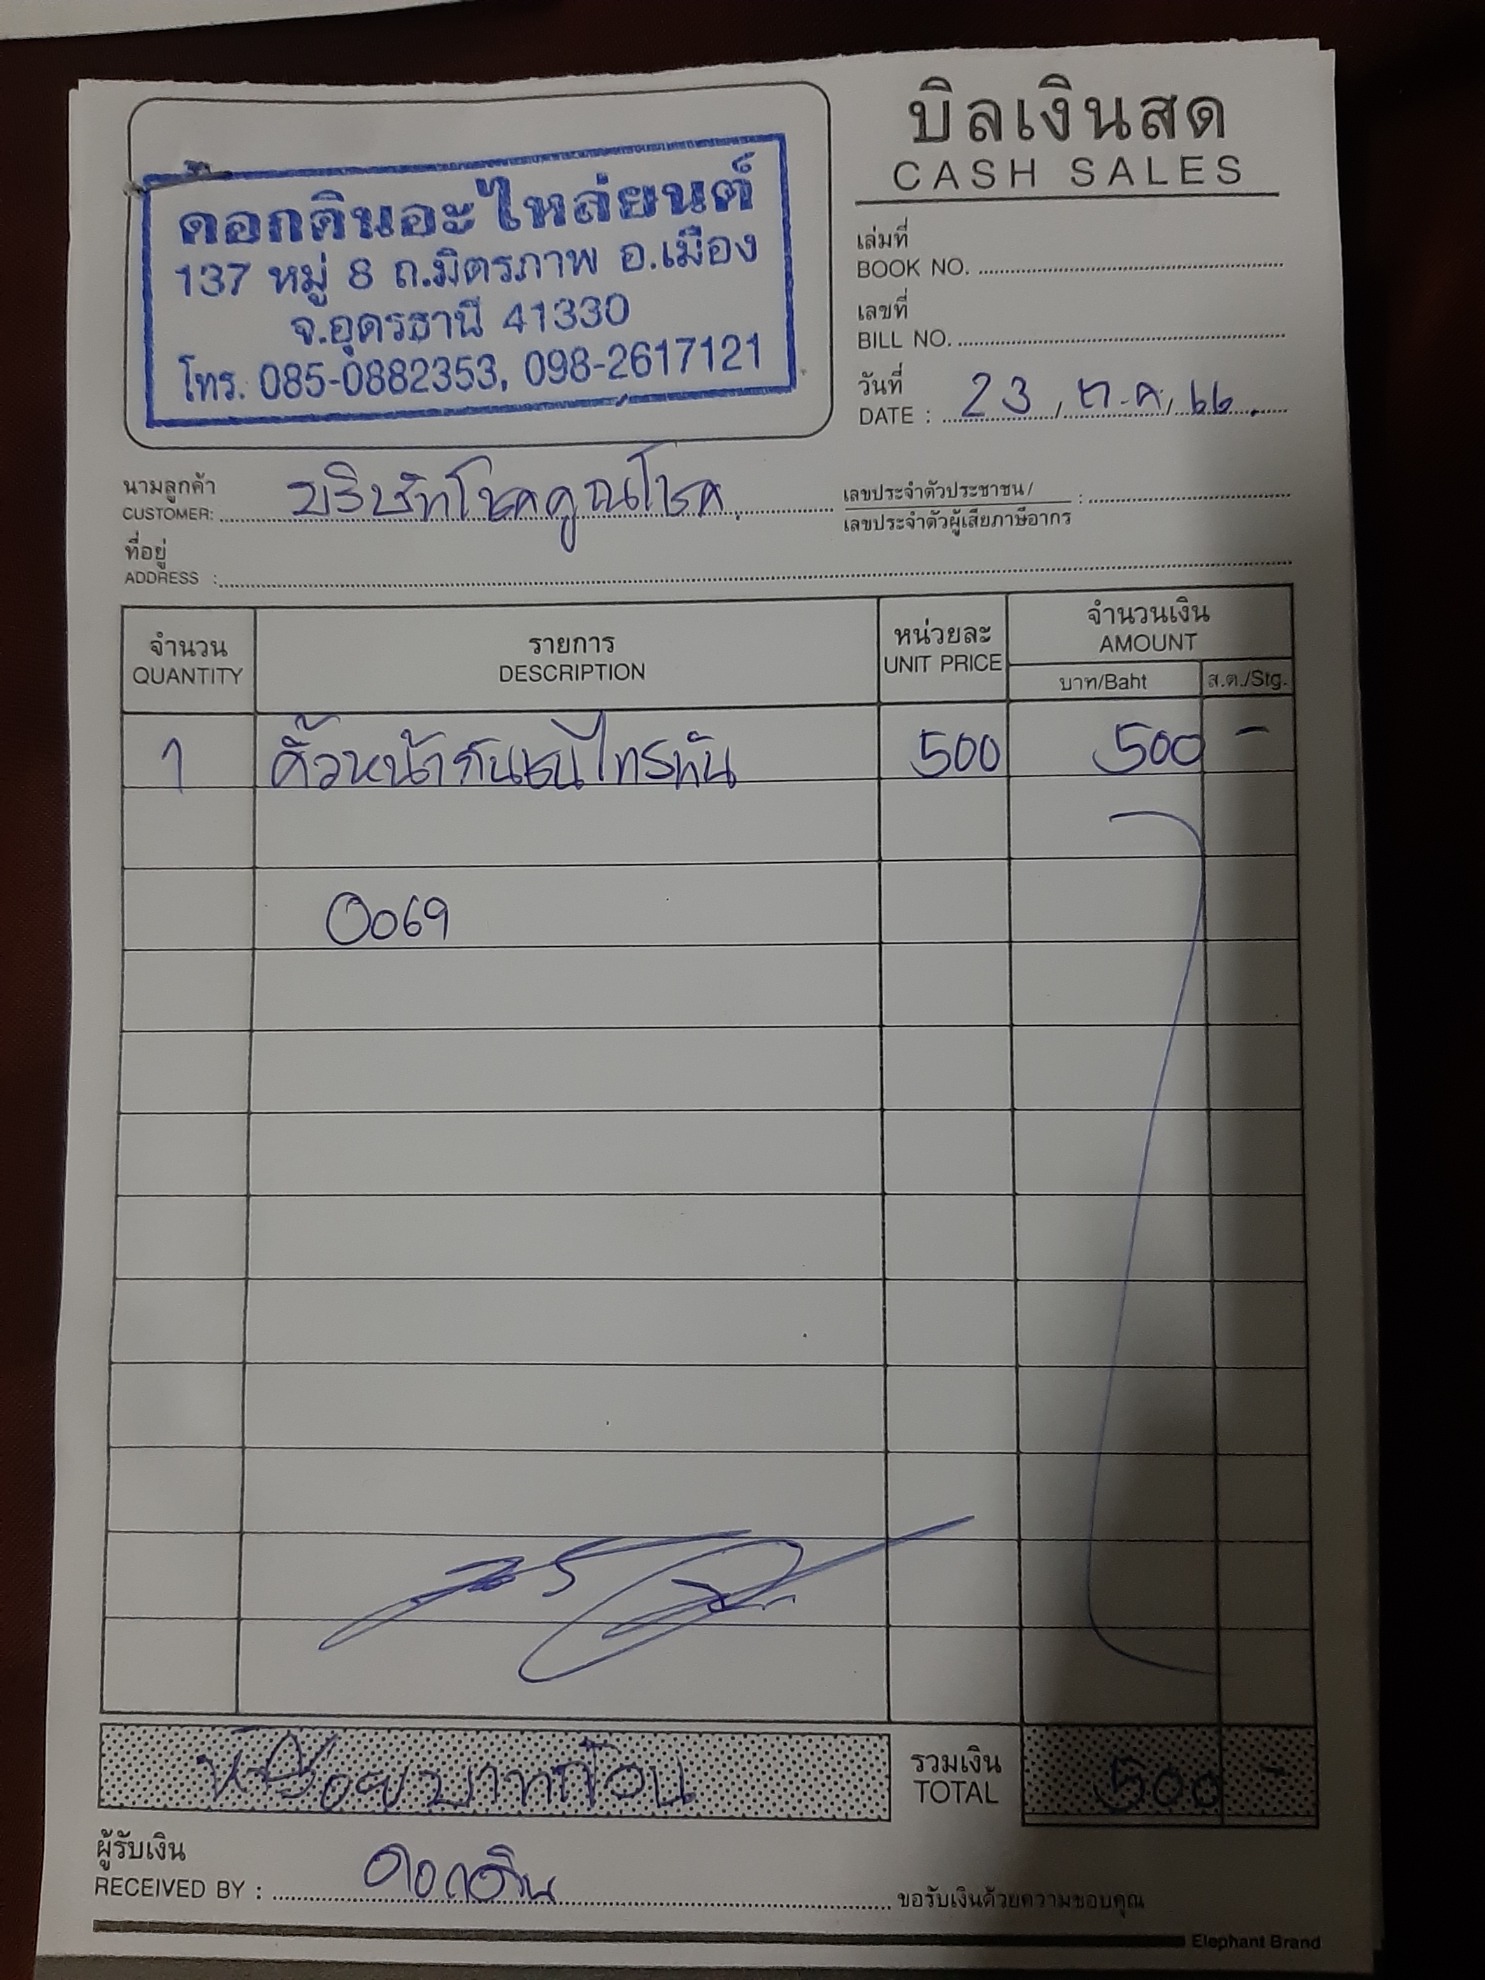 บิลเงินสด
CASH SALES
ดอกดินอะไหล่ยนต์
137 หมู่ 8 ถ.มิตรภาพ อ.เมือง
จ.อุดรธานี 41330
โทร. 085-0882353, 098-2617121
เล่มที่
BOOK NO.
เลขที่
BILL NO.
วันที่
DATE : 23 / ต.ค. / ๖๖
นามลูกค้า
CUSTOMER: บริษัทโชคคูณโชค
เลขประจำตัวประชาชน /
เลขประจำตัวผู้เสียภาษีอากร :
ที่อยู่
ADDRESS :
จำนวน รายการ หน่วยละ จำนวนเงิน
QUANTITY DESCRIPTION UNIT PRICE AMOUNT
บาท/Baht ส.ต./Stg.
1 คิ้วหน้ากันชนไทรทัน 500 500 -
0069
ห้าร้อยบาทถ้วน รวมเงิน 500 -
TOTAL
ผู้รับเงิน
RECEIVED BY : ดอกดิน ขอรับเงินด้วยความขอบคุณ
Elephant Brand